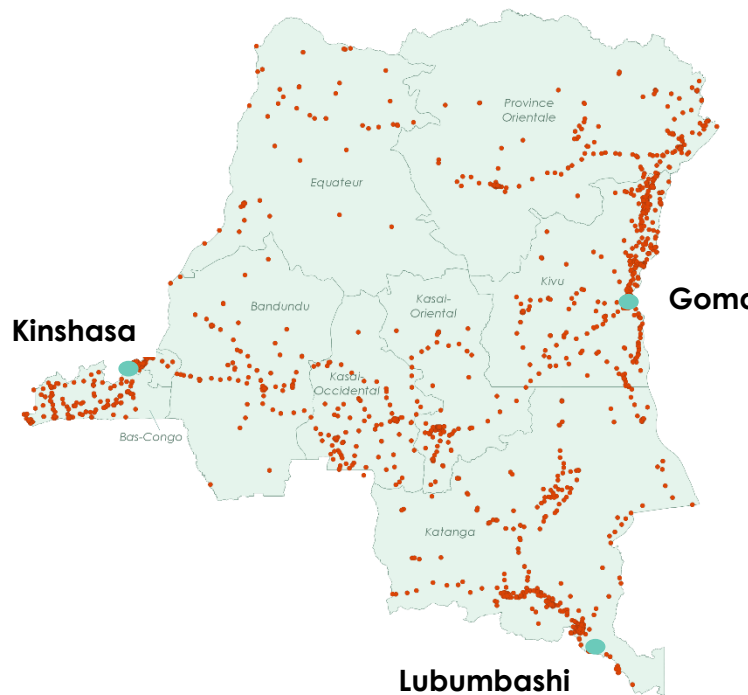 Province
Orientale
Equateur
Kivu
Goma
Kasai-
Oriental
Bandundu
Kinshasa
Kasai-
Occidental
Bas-Congo
Katanga
Lubumbashi